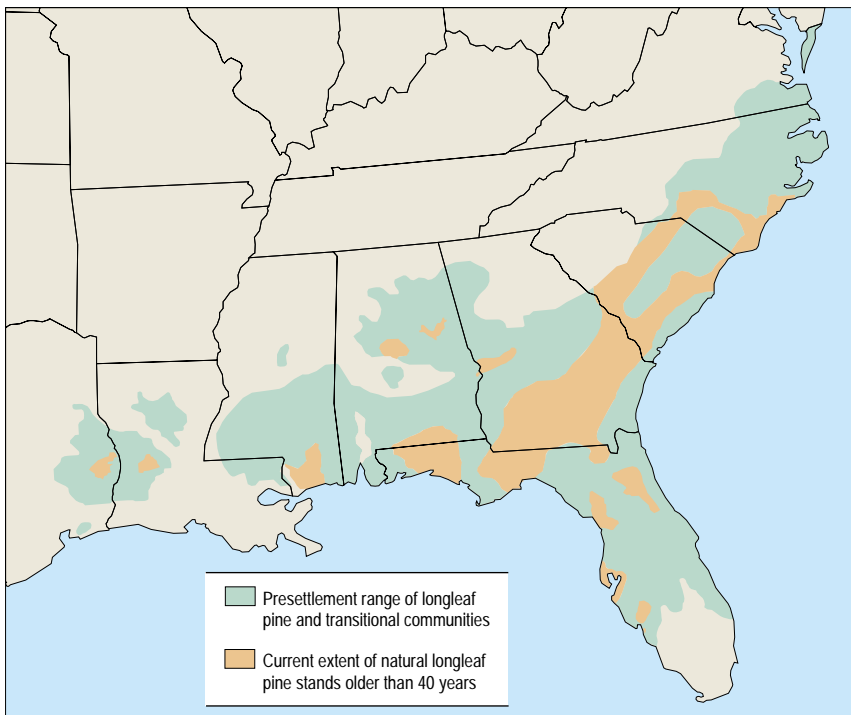 Presettlement range of longleaf
pine and transitional communities
Current extent of natural longleaf
pine stands older than 40 years